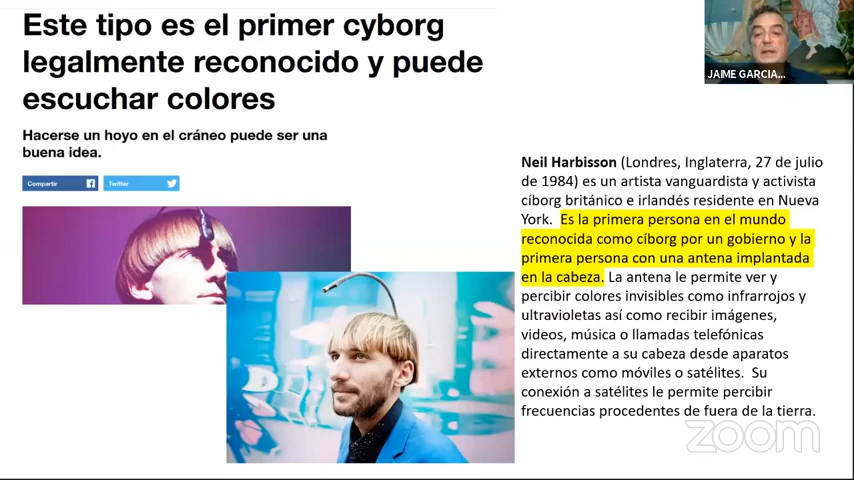 Este tipo es el primer cyborg
legalmente reconocido y puede
escuchar colores
Hacerse un hoyo en el cráneo puede ser una
buena idea.
Compartir
Twitter
JAIME GARCIA...
Neil Harbisson (Londres, Inglaterra, 27 de julio
de 1984) es un artista vanguardista y activista
cíborg británico e irlandés residente en Nueva
York. Es la primera persona en el mundo
reconocida como cíborg por un gobierno y la
primera persona con una antena implantada
en la cabeza. La antena le permite ver y
percibir colores invisibles como infrarrojos y
ultravioletas así como recibir imágenes,
videos, música o llamadas telefónicas
directamente a su cabeza desde aparatos
externos como móviles o satélites. Su
conexión a satélites le permite percibir
frecuencias procedentes de fuera de la tierra.
zoom